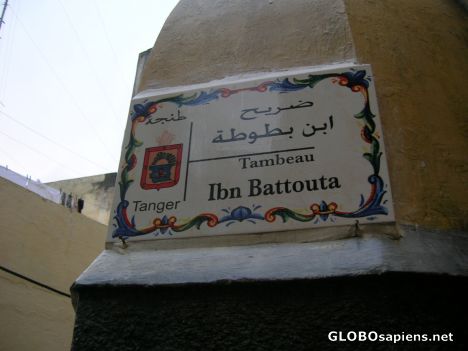 طنجة
ضريح
ابن بطوطة
Tambeau
Ibn Battouta
Tanger
GLOBOsapiens.net